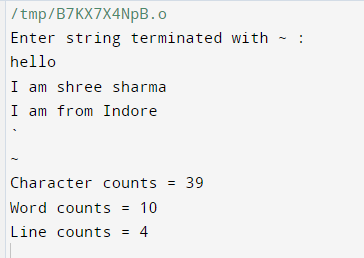 /tmp/B7KX7X4NpB.o
Enter string terminated with ~ :
hello
I am shree sharma
I am from Indore
`
~
Character counts = 39
Word counts = 10
Line counts = 4